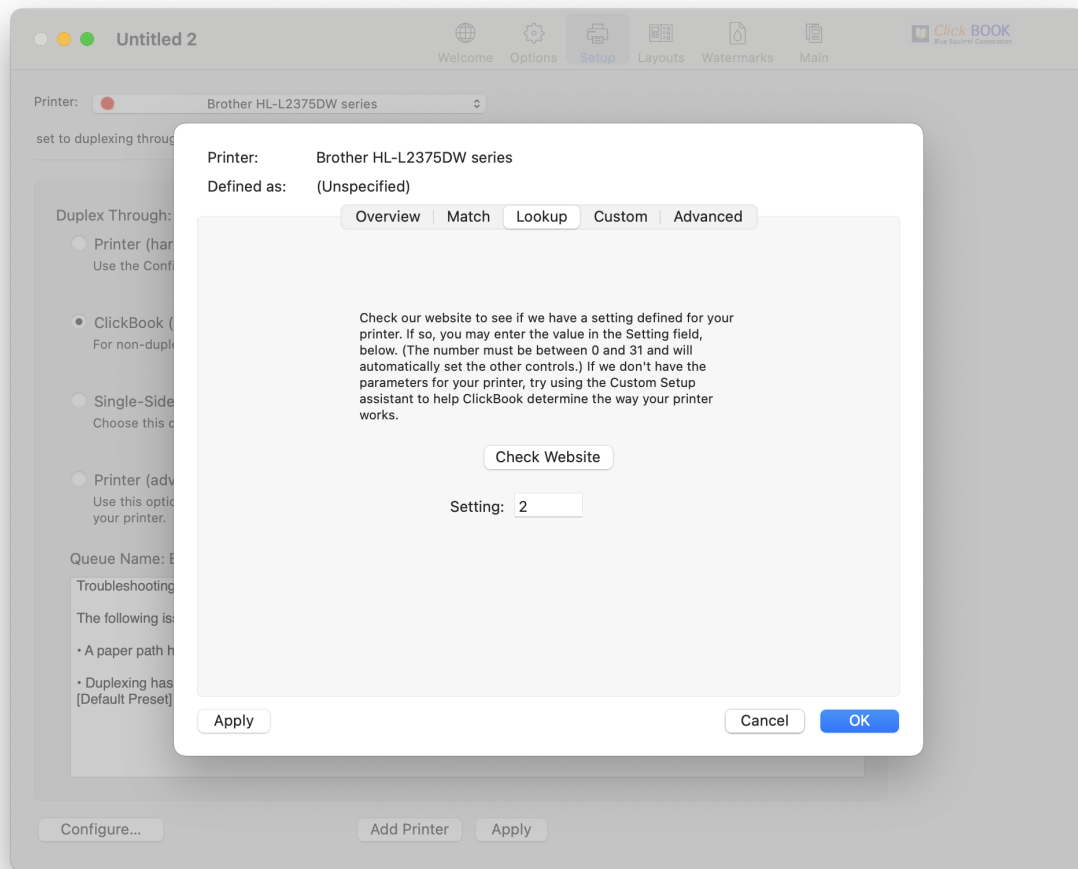 Untitled 2
Welcome Options Setup Layouts Watermarks Main
Click BOOK
Blue Squirrel Corporation
Printer: Brother HL-L2375DW series
set to duplexing throug
Printer: Brother HL-L2375DW series
Defined as: (Unspecified)
Overview Match Lookup Custom Advanced
Duplex Through:
Printer (har
Use the Confi
ClickBook (
For non-duple
Single-Side
Choose this c
Printer (adv
Use this optio
your printer.
Queue Name: B
Troubleshooting
The following is
• A paper path h
• Duplexing has
[Default Preset]
Check our website to see if we have a setting defined for your
printer. If so, you may enter the value in the Setting field,
below. (The number must be between 0 and 31 and will
automatically set the other controls.) If we don't have the
parameters for your printer, try using the Custom Setup
assistant to help ClickBook determine the way your printer
works.
Check Website
Setting: 2
Apply Cancel OK
Configure... Add Printer Apply